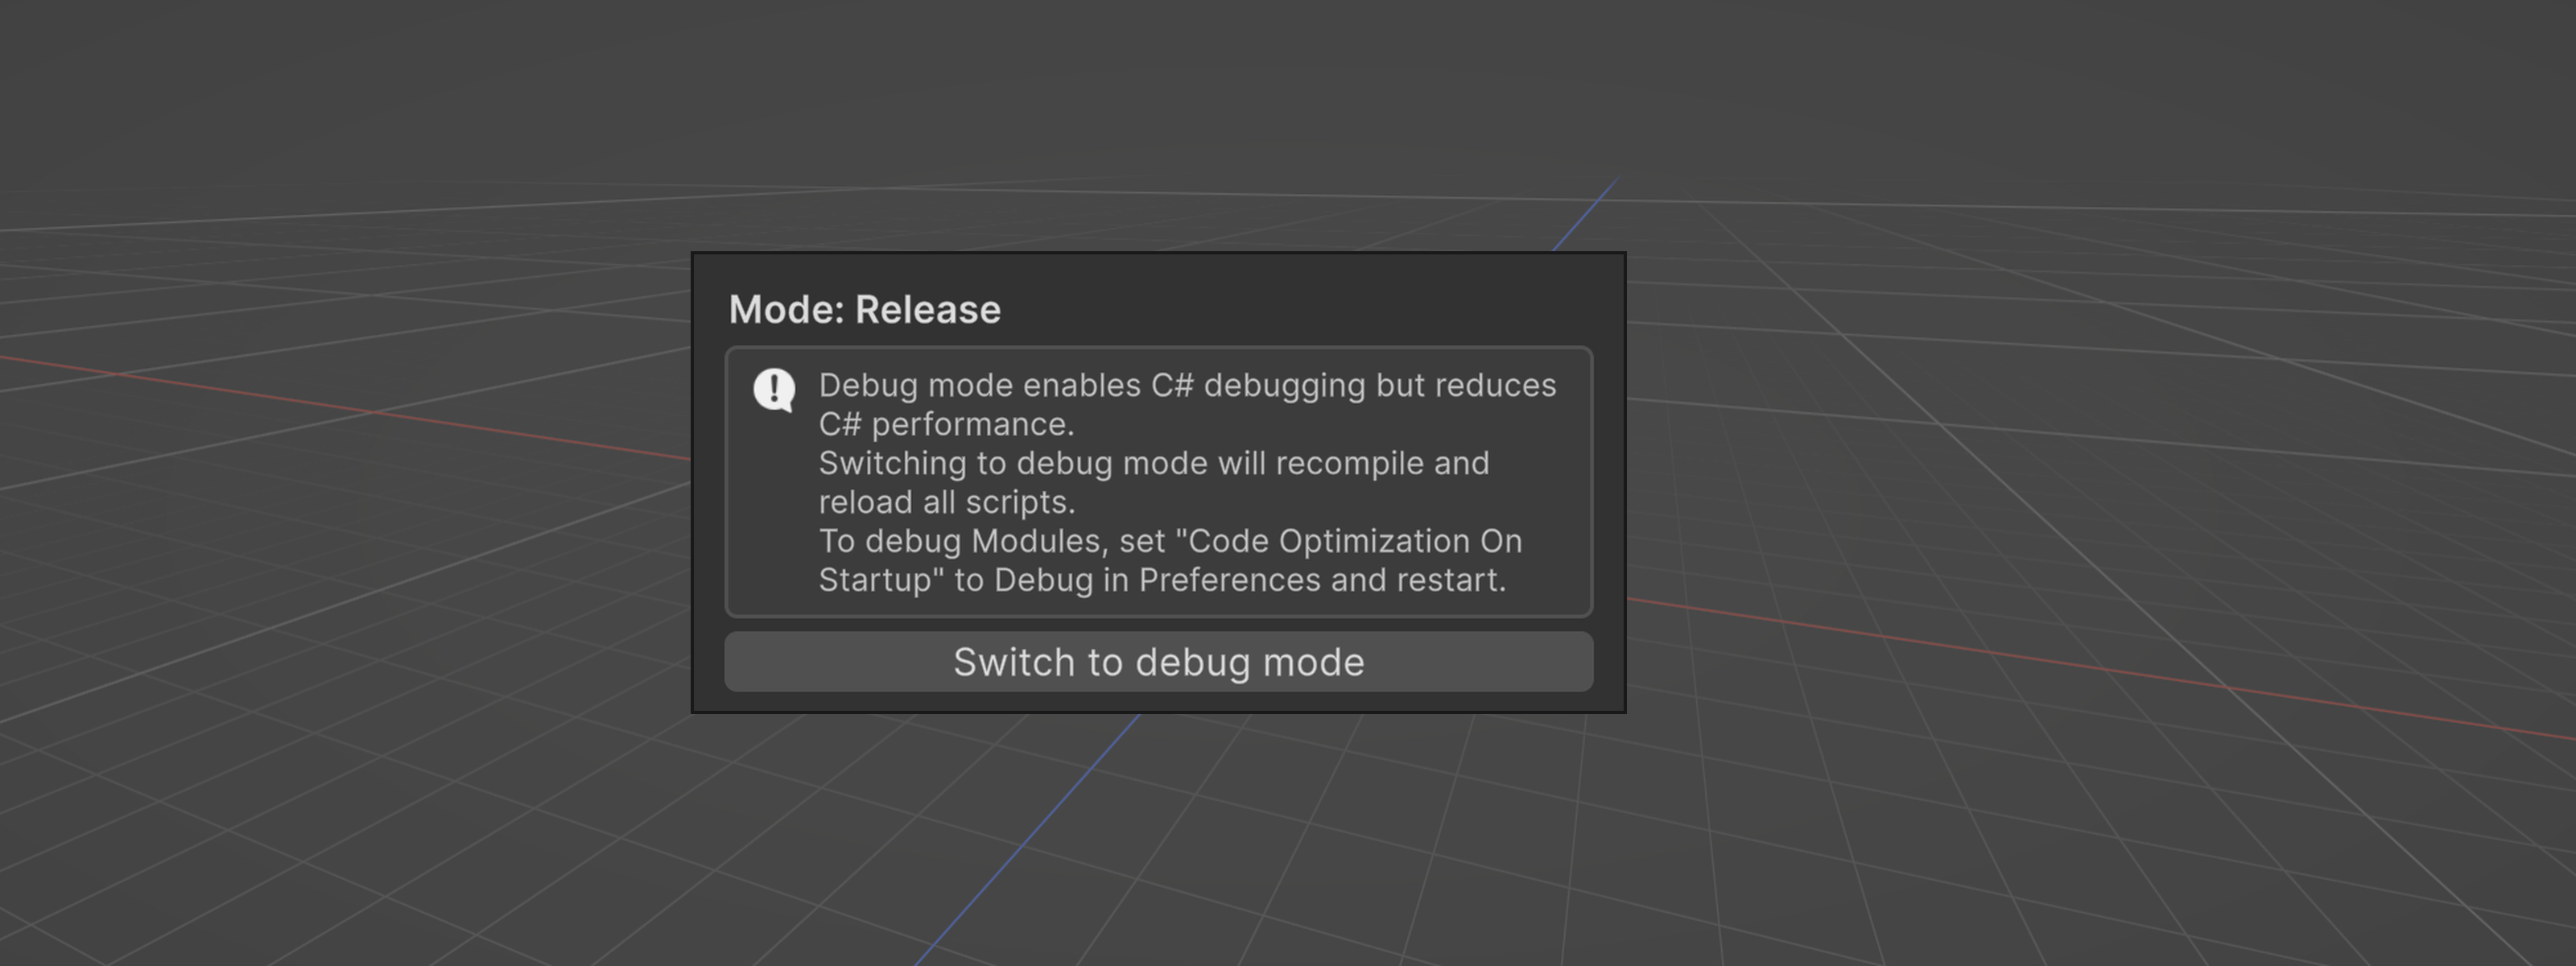 Mode: Release
Debug mode enables C# debugging but reduces
C# performance.
Switching to debug mode will recompile and
reload all scripts.
To debug Modules, set "Code Optimization On
Startup" to Debug in Preferences and restart.
Switch to debug mode